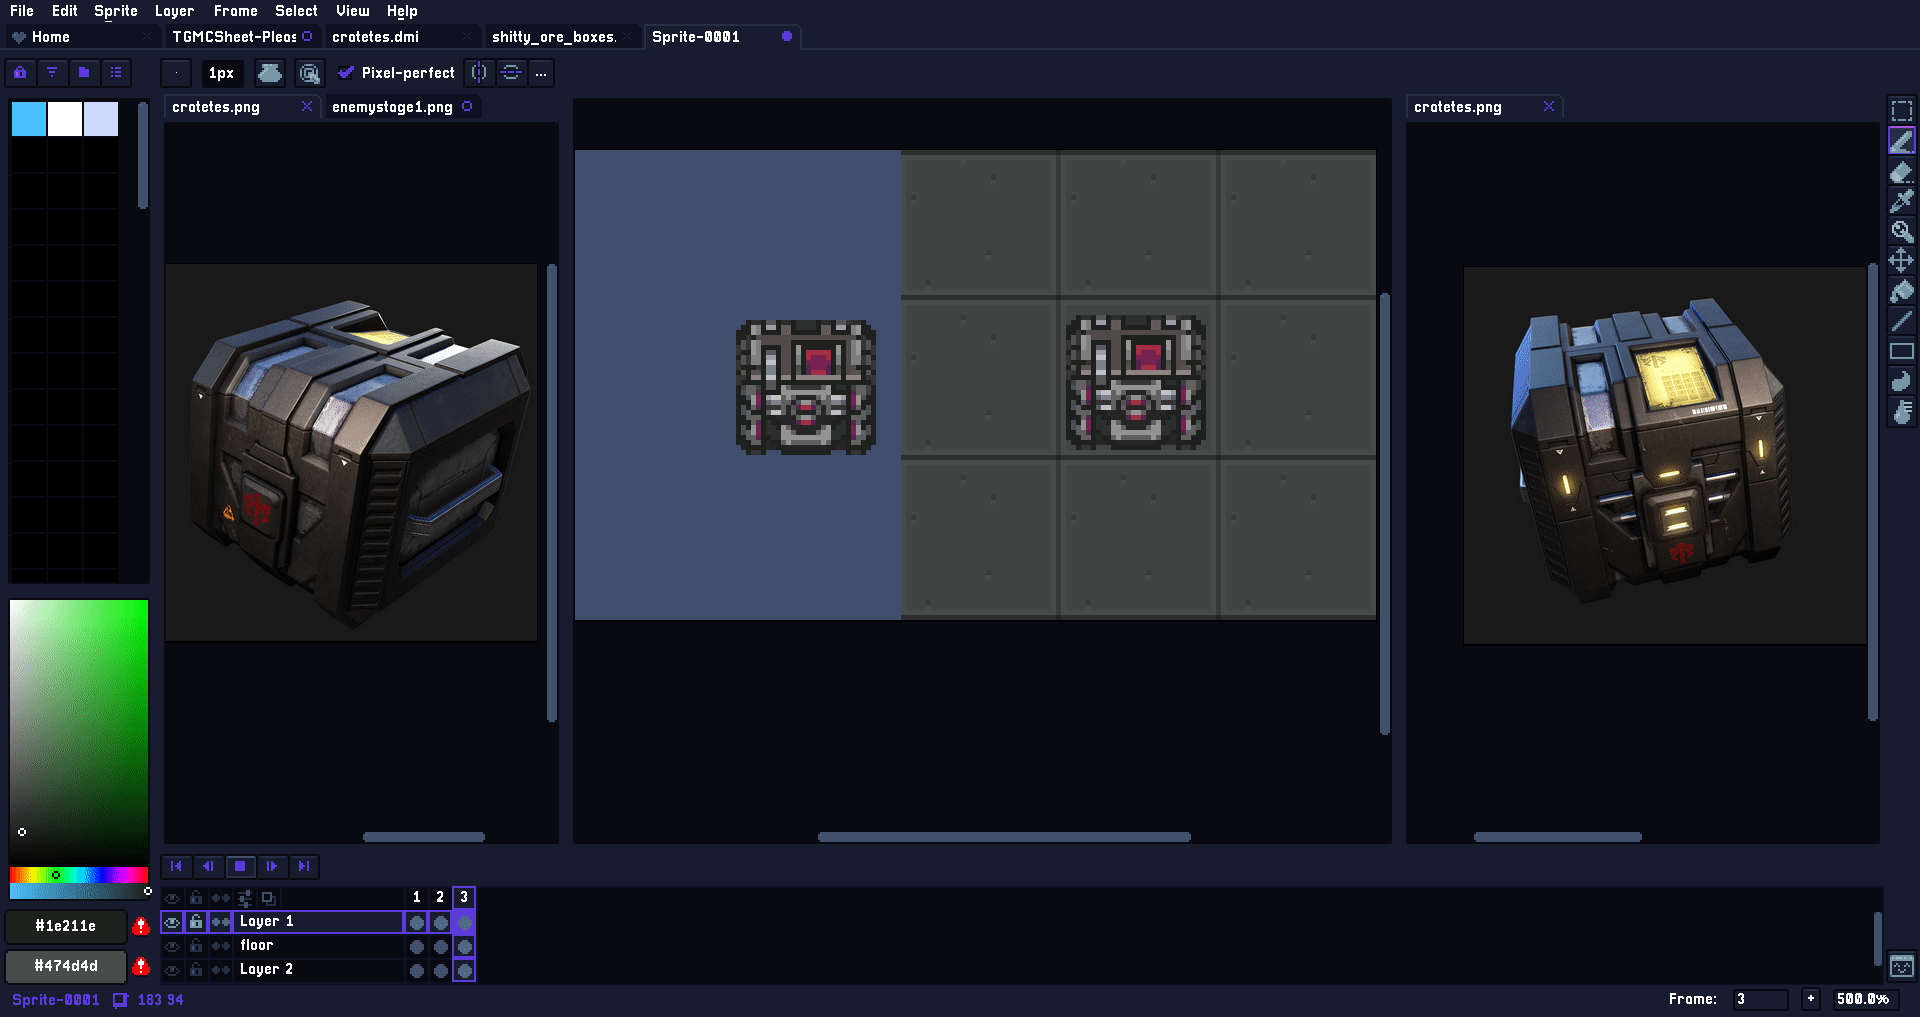 File Edit Sprite Layer Frame Select View Help
Home TGMCSheet-Pleas cratetes.dmi shitty_ore_boxes. Sprite-0001
1px Pixel-perfect ...
cratetes.png enemystage1.png cratetes.png
1 2 3
Layer 1
#1e211e
floor
#474d4d
Layer 2
Sprite-0001 183 94
Frame: 3 + 500.0%